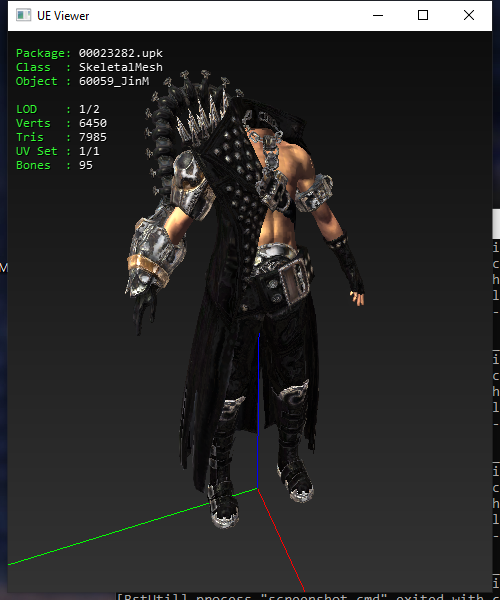 UE Viewer
Package: 00023282.upk
Class : SkeletalMesh
Object : 60059_JinM
LOD : 1/2
Verts : 6450
Tris : 7985
UV Set : 1/1
Bones : 95
M
i
c
h
l
-
i
c
h
l
-
i
c
h
l
-
i
[BstUtil] process "screenshot.cmd" exited with c